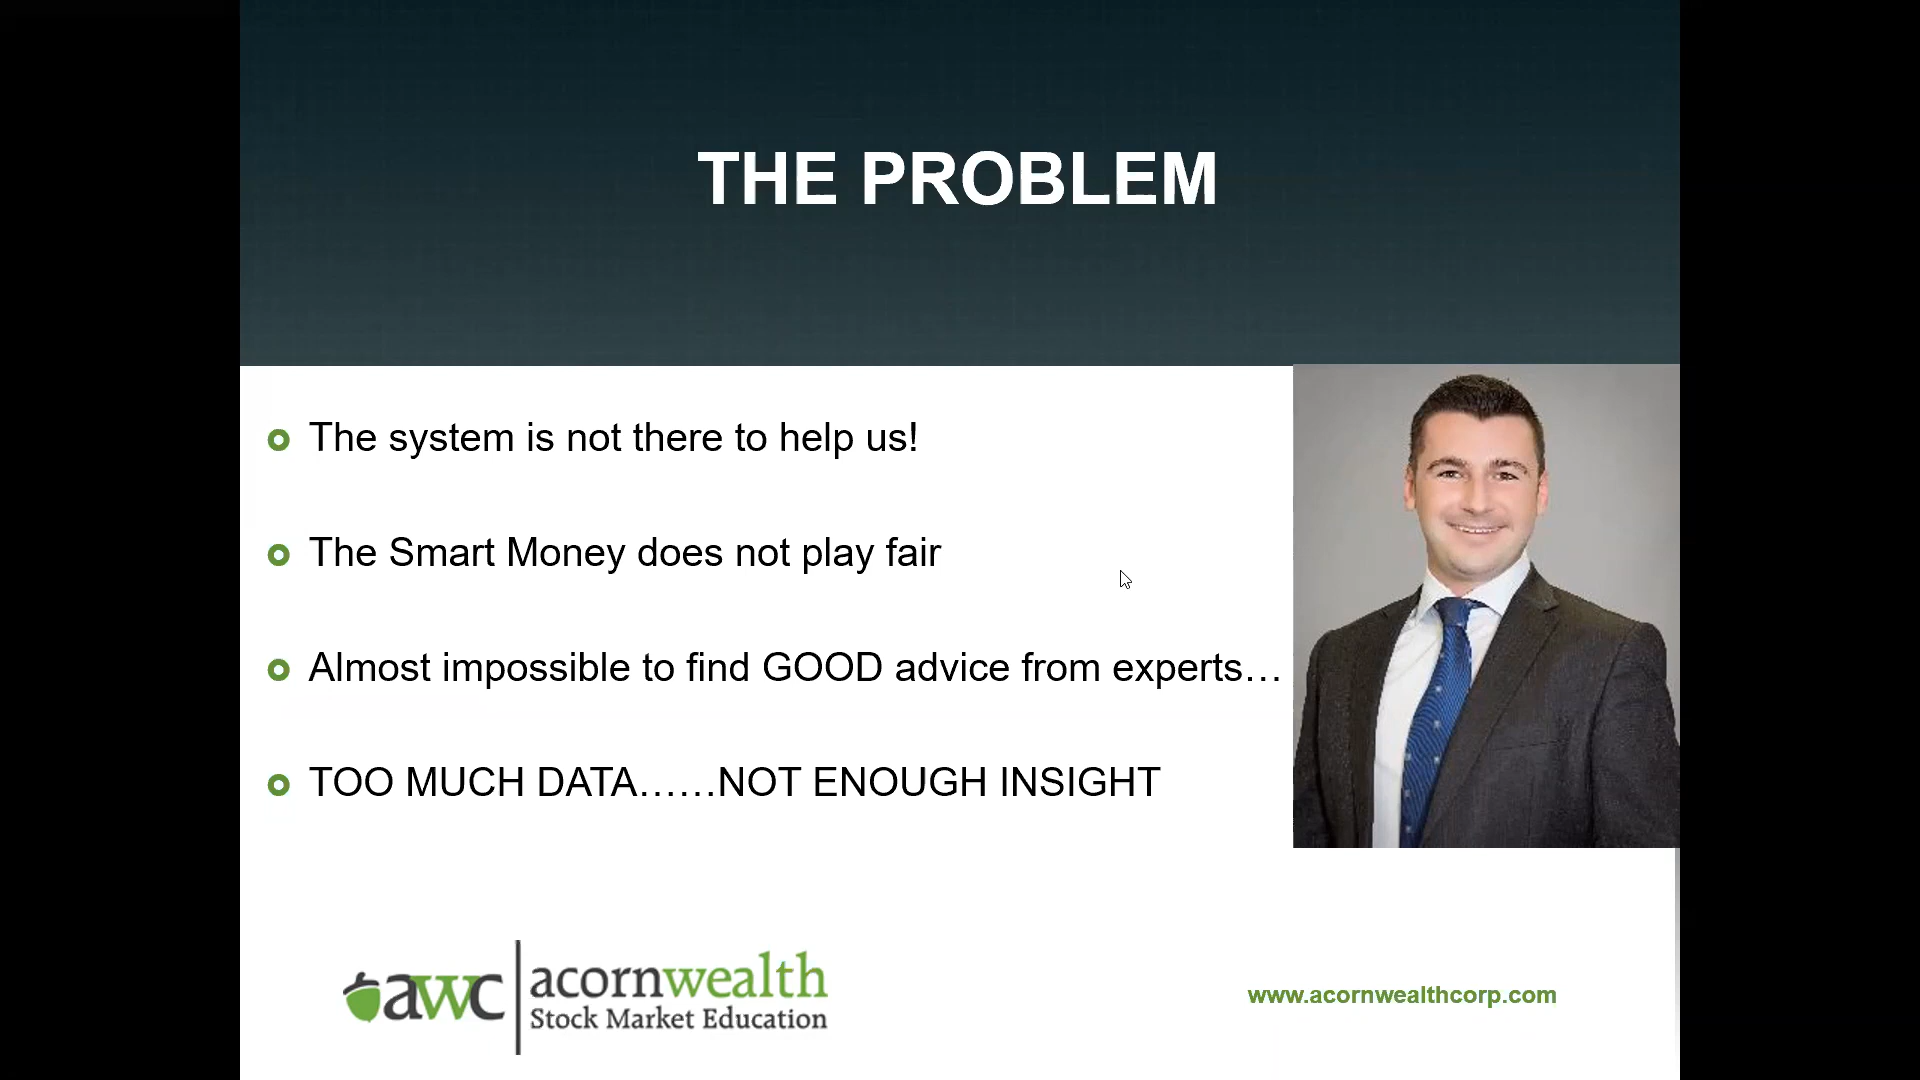 THE PROBLEM
The system is not there to help us!
The Smart Money does not play fair
Almost impossible to find GOOD advice from experts…
TOO MUCH DATA……NOT ENOUGH INSIGHT
awc
acornwealth
Stock Market Education
www.acornwealthcorp.com